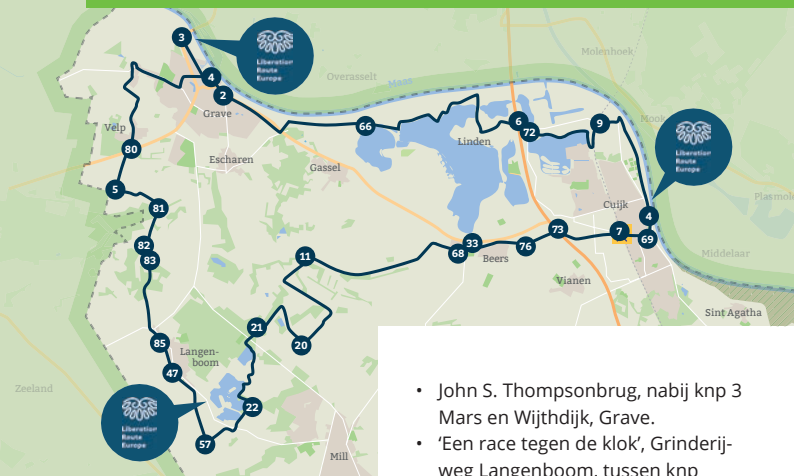 3
Liberation
Route
Europe
Molenhoek
4
Overasselt
Maas
2
Grave
66
6
9
Mook
Velp
72
Linden
Liberation
Route
Europe
80
Escharen
Gassel
5
Plasmole
81
Cuijk
4
82
83
11
33
68
Beers
76
73
7
69
Middelaar
Vianen
Sint Agatha
21
20
85
Langen-
boom
47
Zeeland
Liberation
Route
Europe
22
57
Mill
• John S. Thompsonbrug, nabij knp 3
Mars en Wijthdijk, Grave.
• ‘Een race tegen de klok’, Grinderij-
weg Langenboom, tussen knp